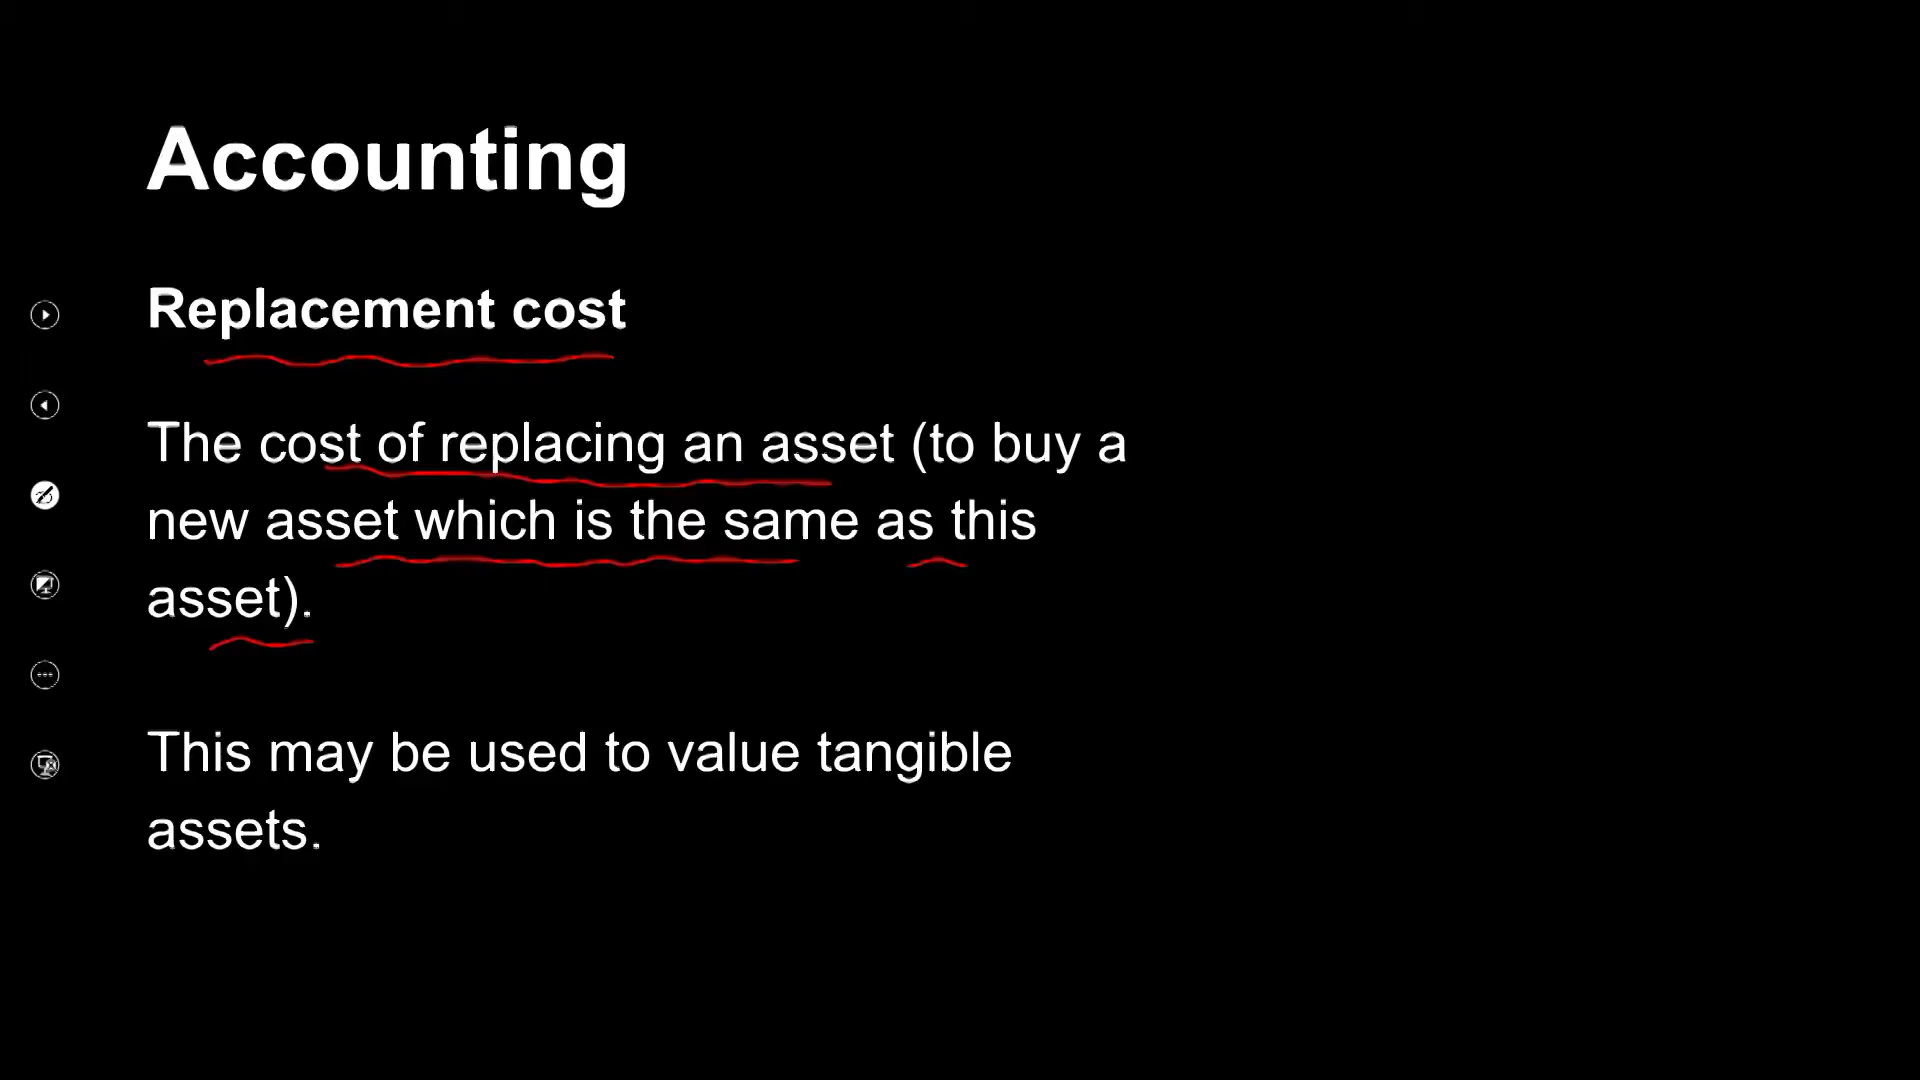 Accounting
Replacement cost
The cost of replacing an asset (to buy a
new asset which is the same as this
asset).
This may be used to value tangible
assets.